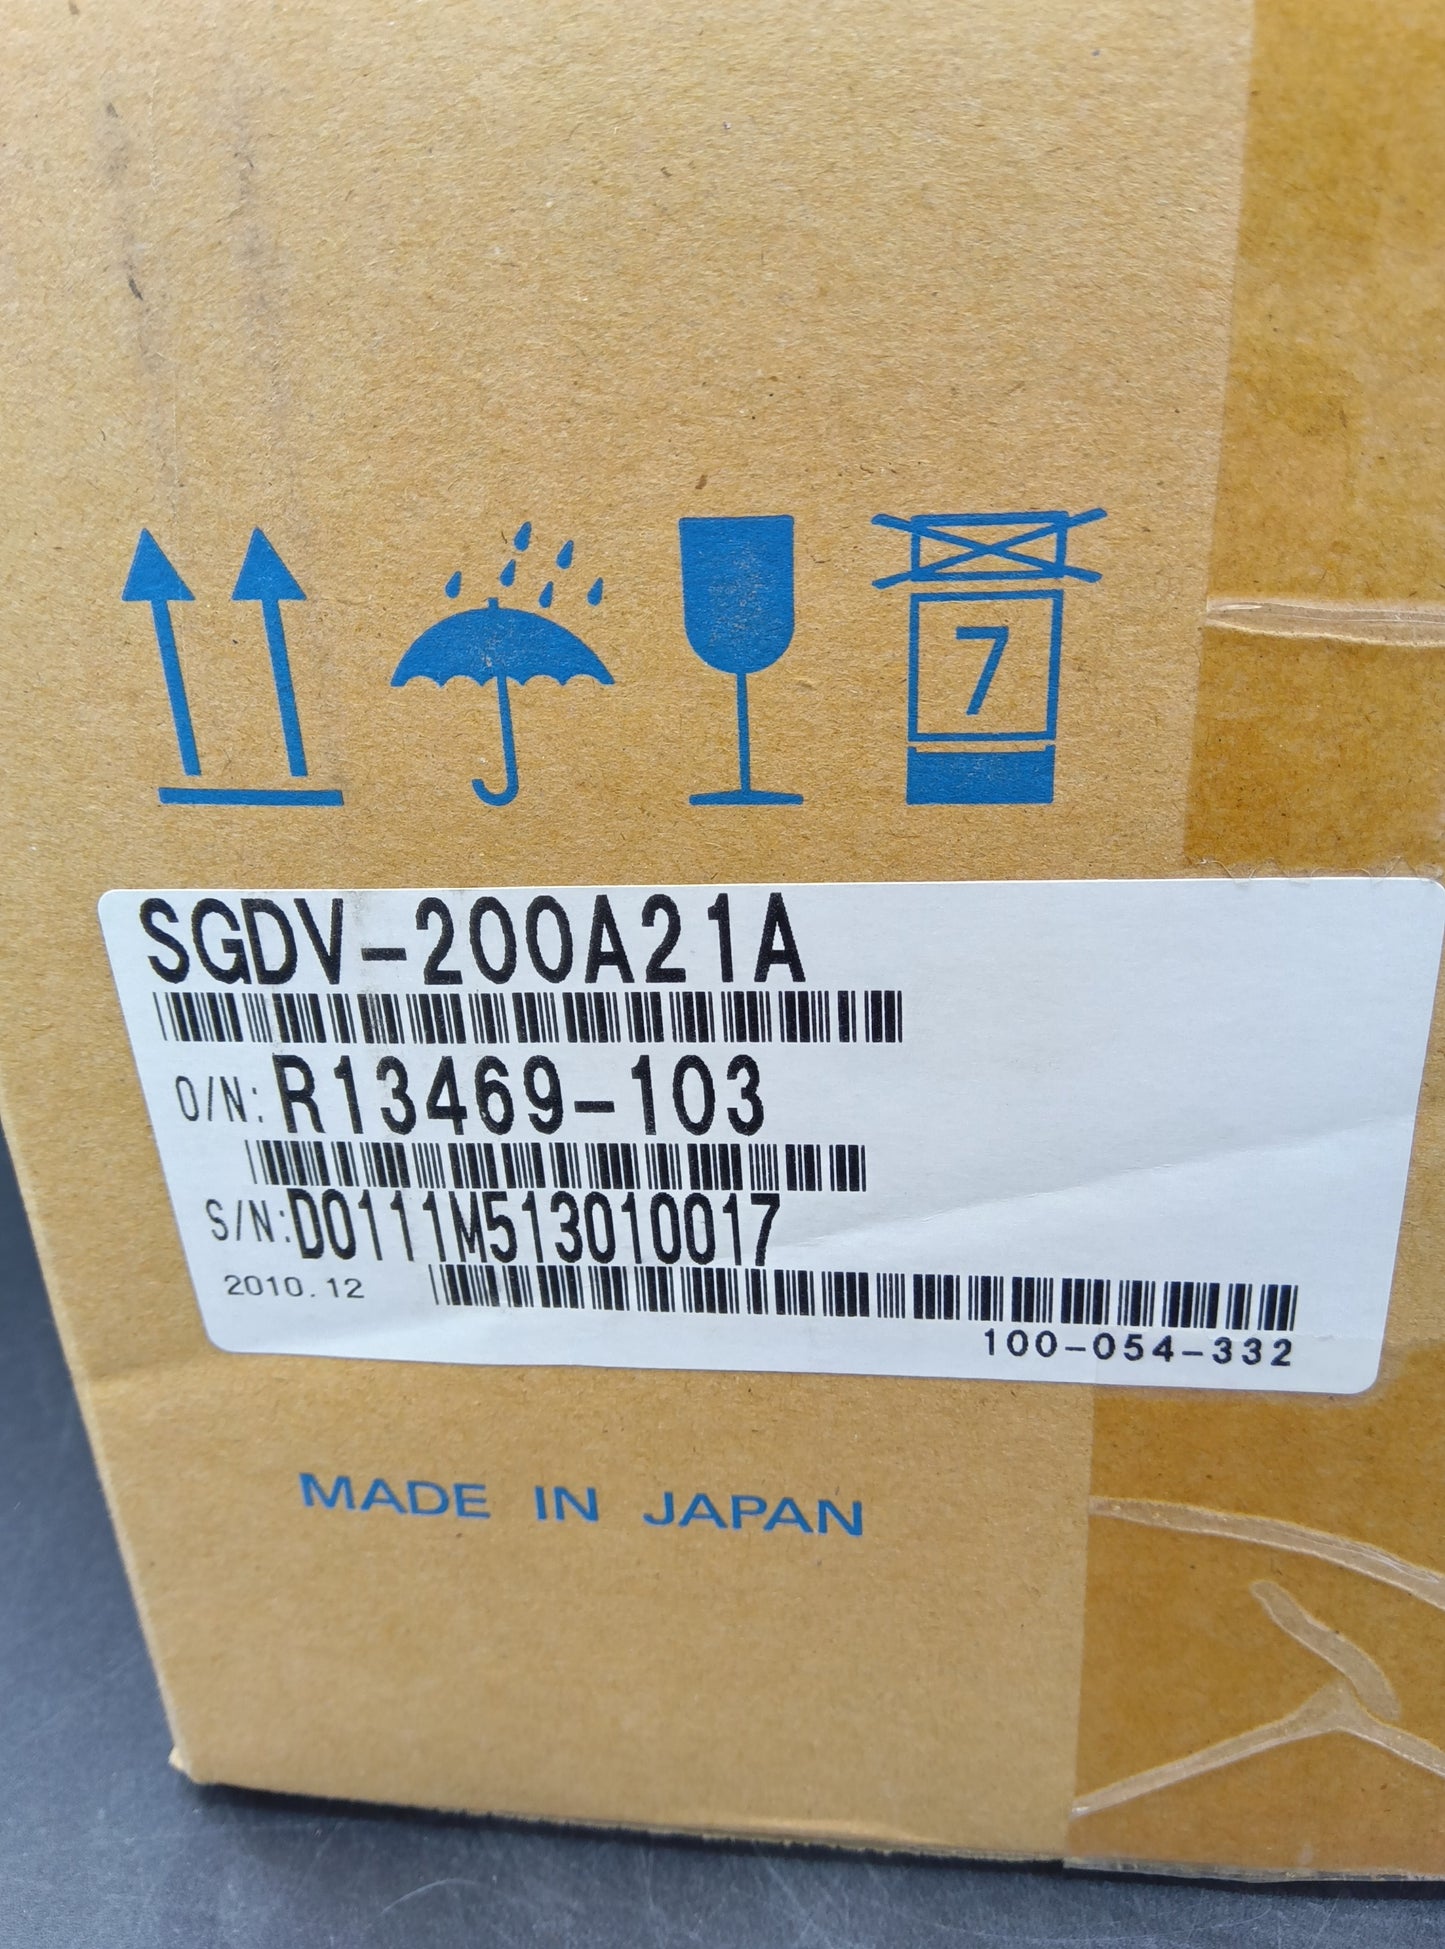 7
SGDV-200A21A
O/N: R13469-103
S/N: D0111M513010017
2010.12
100-054-332
MADE IN JAPAN